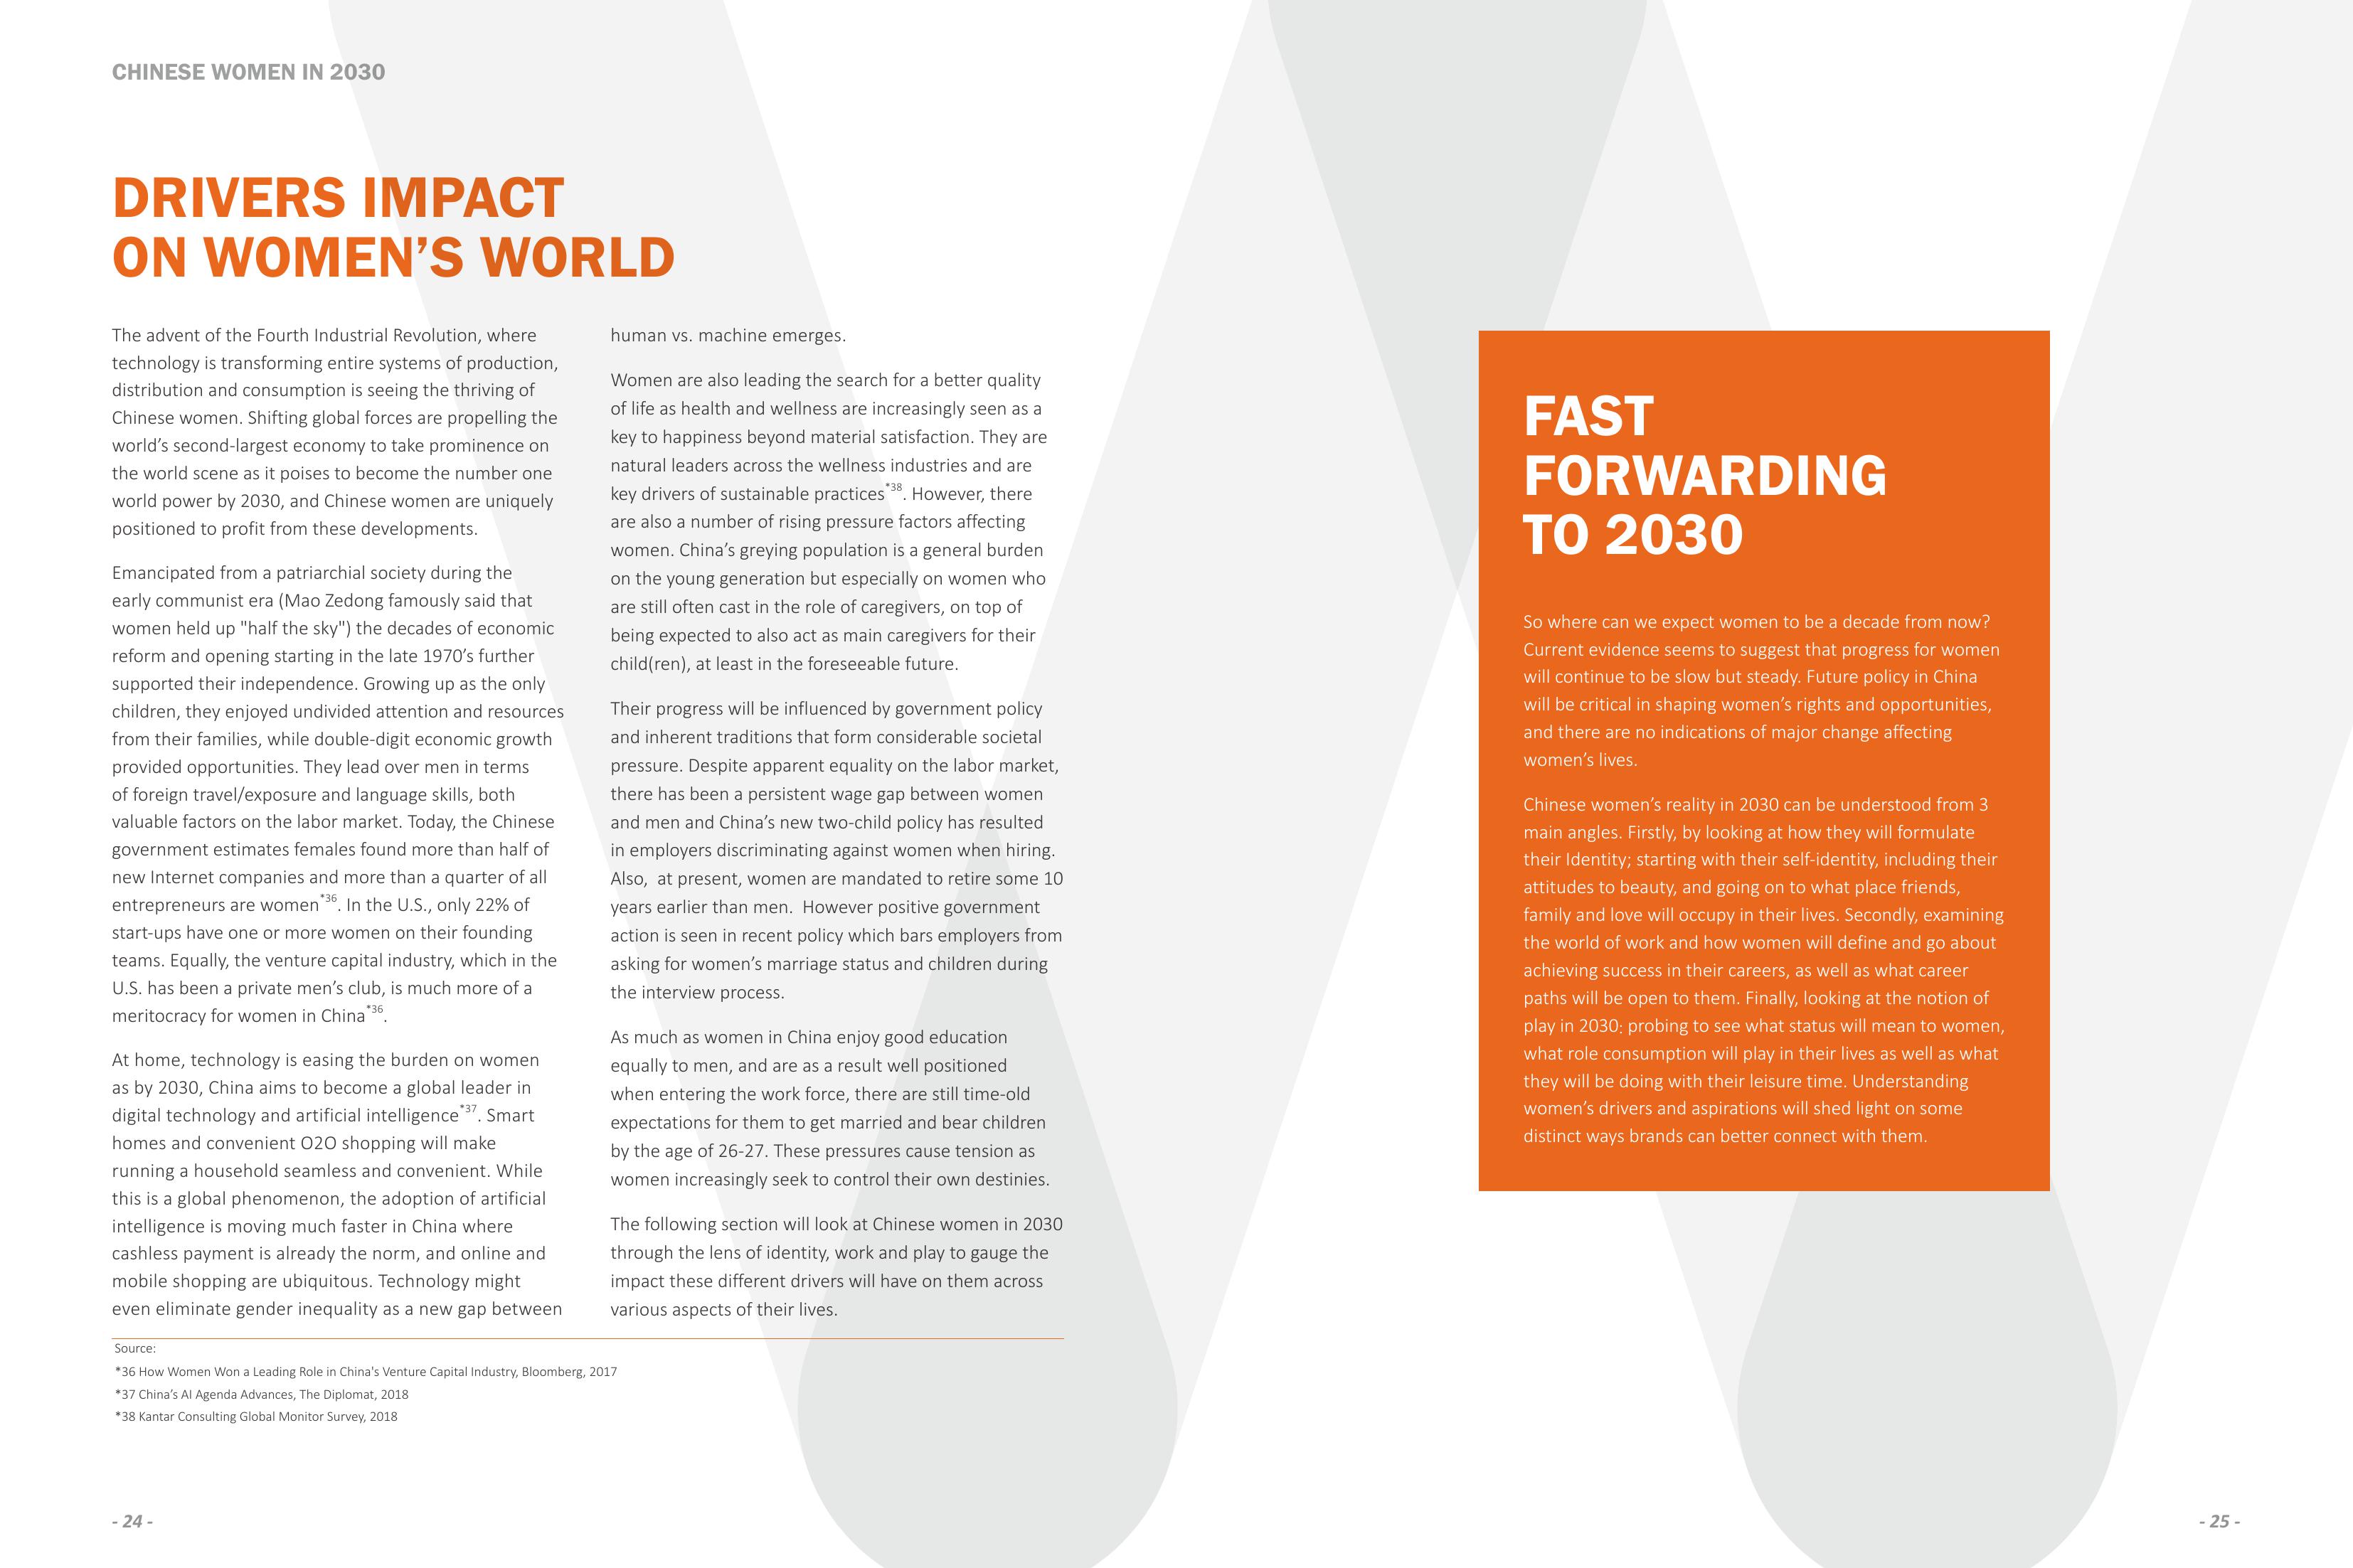 CHINESE WOMEN IN 2030
DRIVERS IMPACT
ON WOMEN’S WORLD
The advent of the Fourth Industrial Revolution, where
technology is transforming entire systems of production,
distribution and consumption is seeing the thriving of
Chinese women. Shifting global forces are propelling the
world’s second-largest economy to take prominence on
the world scene as it poises to become the number one
world power by 2030, and Chinese women are uniquely
positioned to profit from these developments.
Emancipated from a patriarchial society during the
early communist era (Mao Zedong famously said that
women held up "half the sky") the decades of economic
reform and opening starting in the late 1970’s further
supported their independence. Growing up as the only
children, they enjoyed undivided attention and resources
from their families, while double-digit economic growth
provided opportunities. They lead over men in terms
of foreign travel/exposure and language skills, both
valuable factors on the labor market. Today, the Chinese
government estimates females found more than half of
new Internet companies and more than a quarter of all
entrepreneurs are women*36. In the U.S., only 22% of
start-ups have one or more women on their founding
teams. Equally, the venture capital industry, which in the
U.S. has been a private men’s club, is much more of a
meritocracy for women in China*36.
At home, technology is easing the burden on women
as by 2030, China aims to become a global leader in
digital technology and artificial intelligence*37. Smart
homes and convenient O2O shopping will make
running a household seamless and convenient. While
this is a global phenomenon, the adoption of artificial
intelligence is moving much faster in China where
cashless payment is already the norm, and online and
mobile shopping are ubiquitous. Technology might
even eliminate gender inequality as a new gap between
human vs. machine emerges.
Women are also leading the search for a better quality
of life as health and wellness are increasingly seen as a
key to happiness beyond material satisfaction. They are
natural leaders across the wellness industries and are
key drivers of sustainable practices*38. However, there
are also a number of rising pressure factors affecting
women. China’s greying population is a general burden
on the young generation but especially on women who
are still often cast in the role of caregivers, on top of
being expected to also act as main caregivers for their
child(ren), at least in the foreseeable future.
Their progress will be influenced by government policy
and inherent traditions that form considerable societal
pressure. Despite apparent equality on the labor market,
there has been a persistent wage gap between women
and men and China’s new two-child policy has resulted
in employers discriminating against women when hiring.
Also, at present, women are mandated to retire some 10
years earlier than men. However positive government
action is seen in recent policy which bars employers from
asking for women’s marriage status and children during
the interview process.
As much as women in China enjoy good education
equally to men, and are as a result well positioned
when entering the work force, there are still time-old
expectations for them to get married and bear children
by the age of 26-27. These pressures cause tension as
women increasingly seek to control their own destinies.
The following section will look at Chinese women in 2030
through the lens of identity, work and play to gauge the
impact these different drivers will have on them across
various aspects of their lives.
Source:
*36 How Women Won a Leading Role in China's Venture Capital Industry, Bloomberg, 2017
*37 China’s AI Agenda Advances, The Diplomat, 2018
*38 Kantar Consulting Global Monitor Survey, 2018
- 24 -
FAST
FORWARDING
TO 2030
So where can we expect women to be a decade from now?
Current evidence seems to suggest that progress for women
will continue to be slow but steady. Future policy in China
will be critical in shaping women’s rights and opportunities,
and there are no indications of major change affecting
women’s lives.
Chinese women’s reality in 2030 can be understood from 3
main angles. Firstly, by looking at how they will formulate
their Identity; starting with their self-identity, including their
attitudes to beauty, and going on to what place friends,
family and love will occupy in their lives. Secondly, examining
the world of work and how women will define and go about
achieving success in their careers, as well as what career
paths will be open to them. Finally, looking at the notion of
play in 2030: probing to see what status will mean to women,
what role consumption will play in their lives as well as what
they will be doing with their leisure time. Understanding
women’s drivers and aspirations will shed light on some
distinct ways brands can better connect with them.
- 25 -